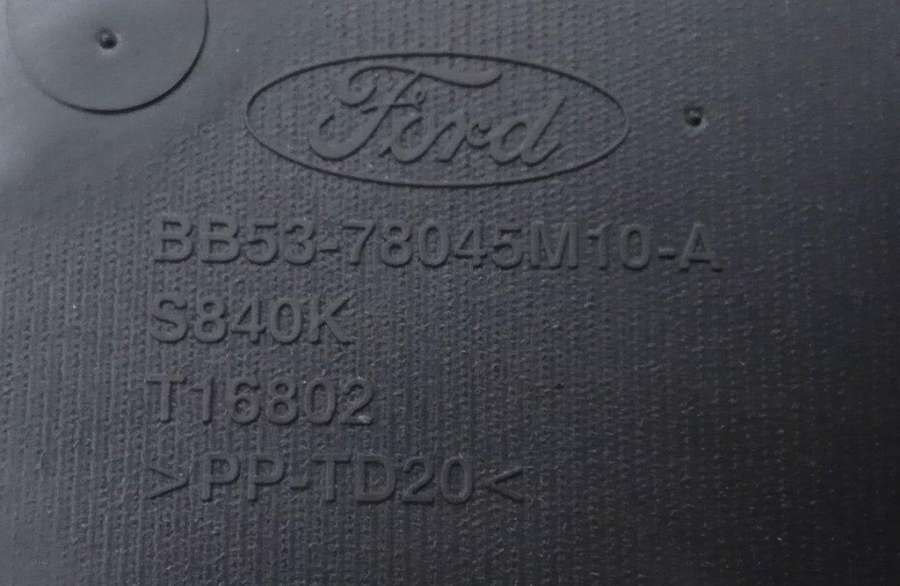 Ford
BB53-78045M10-A
S840K
T16802
>PP-TD20<